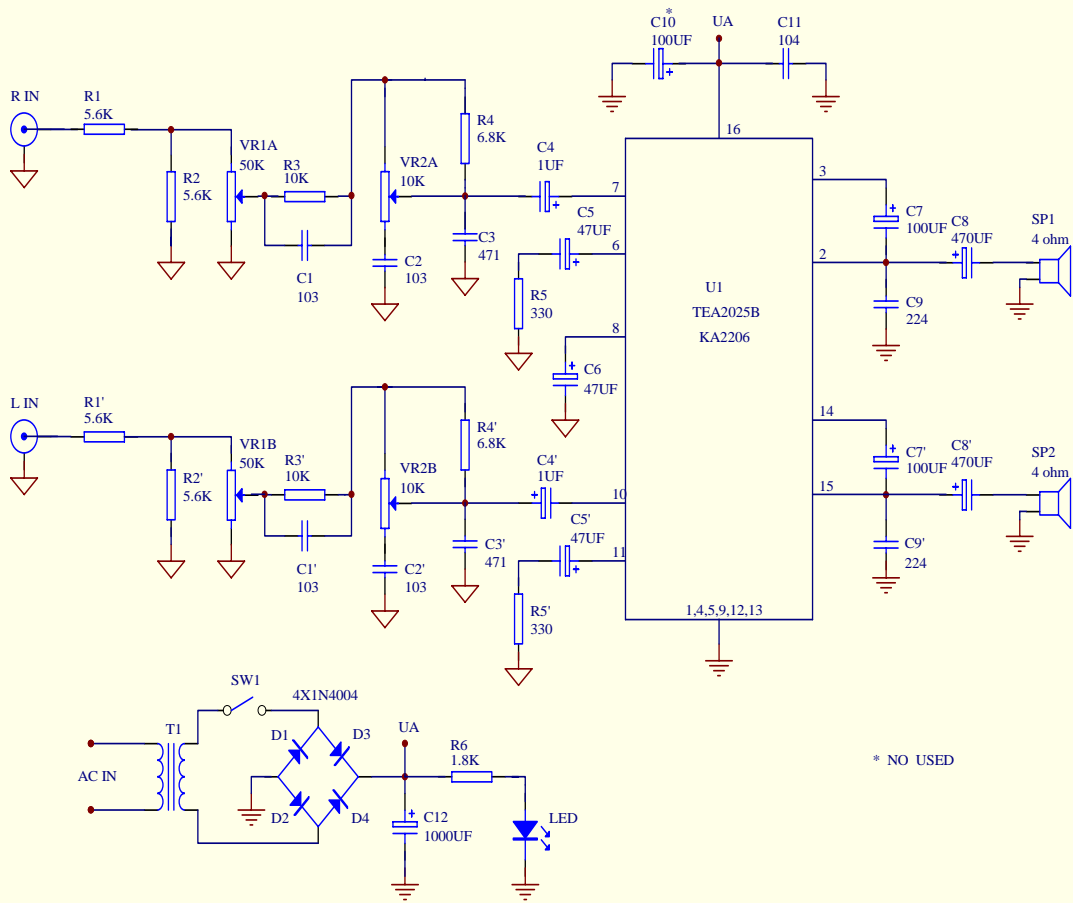 *
C10
100UF
UA
C11
104
R IN
R1
5.6K
R2
5.6K
VR1A
50K
R3
10K
C1
103
VR2A
10K
C2
103
R4
6.8K
C3
471
C4
1UF
+
C5
47UF
+
R5
330
C6
47UF
+
+
16
7
6
8
10
11
3
2
14
15
U1
TEA2025B
KA2206
1,4,5,9,12,13
+
C7
100UF
C8
470UF
+
C9
224
SP1
4 ohm
L IN
R1'
5.6K
R2'
5.6K
VR1B
50K
R3'
10K
C1'
103
VR2B
10K
C2'
103
R4'
6.8K
C3'
471
C4'
1UF
+
C5'
47UF
+
R5'
330
+
C7'
100UF
C8'
470UF
+
C9'
224
SP2
4 ohm
SW1
4X1N4004
T1
AC IN
D1
D3
D2
D4
UA
R6
1.8K
+
C12
1000UF
LED
* NO USED